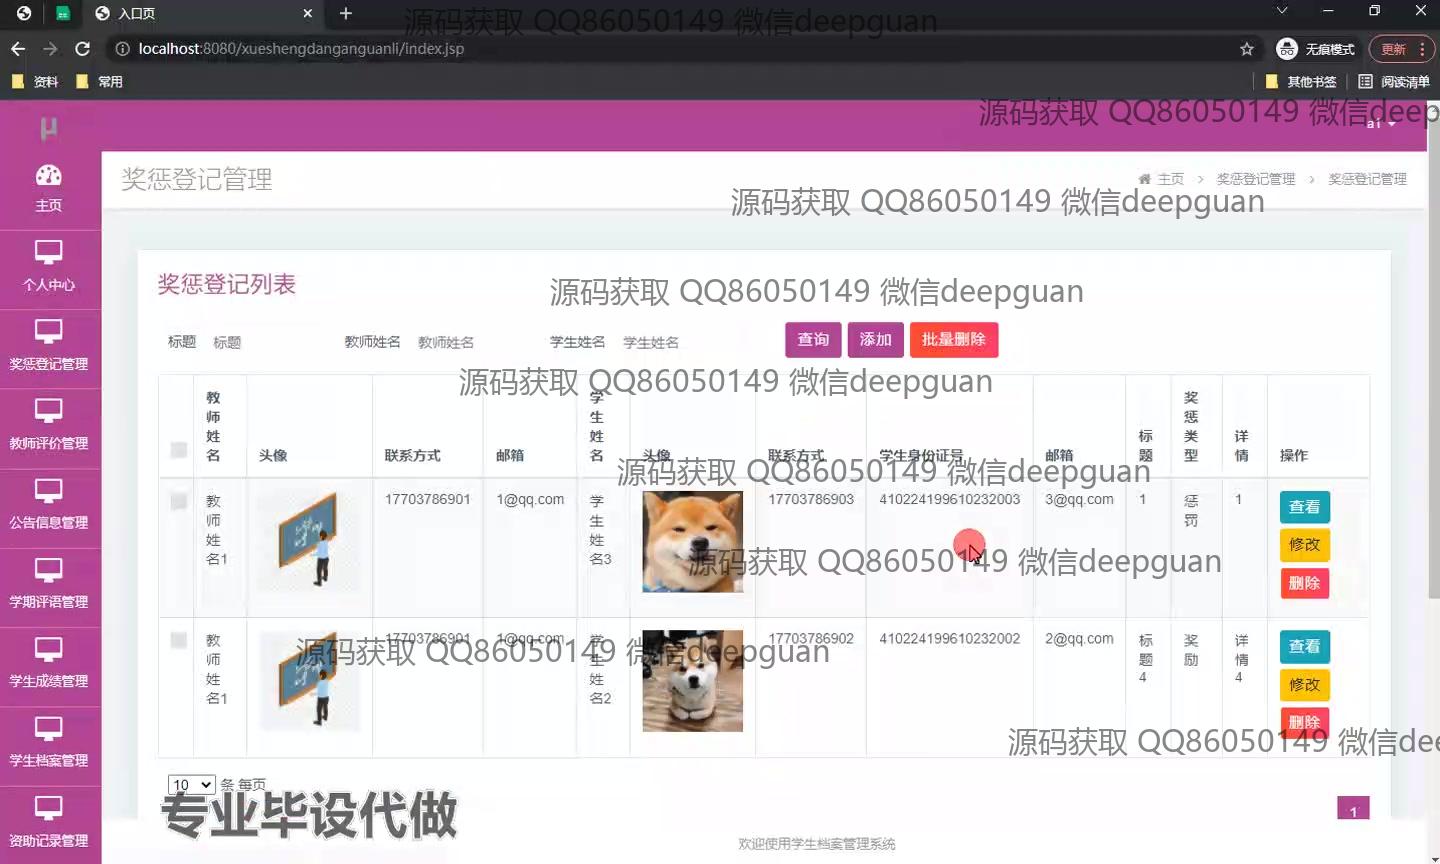 入口页
源码获取 QQ86050149 微信deepguan
localhost:8080/xueshengdanganguanli/index.jsp
无痕模式
更新
资料
常用
其他书签
阅读清单
源码获取 QQ86050149 微信deep
a1
μ
奖惩登记管理
主页 > 奖惩登记管理 > 奖惩登记管理
源码获取 QQ86050149 微信deepguan
主页
个人中心
奖惩登记管理
教师评价管理
公告信息管理
学期评语管理
学生成绩管理
学生档案管理
资助记录管理
奖惩登记列表
源码获取 QQ86050149 微信deepguan
标题 标题 教师姓名 教师姓名 学生姓名 学生姓名 查询 添加 批量删除
源码获取 QQ86050149 微信deepguan
教师姓名 头像 联系方式 邮箱 学生姓名 头像 联系方式 学生身份证号 邮箱 标题 奖惩类型 详情 操作
源码获取 QQ86050149 微信deepguan
教师姓名1 17703786901 1@qq.com 学生姓名3 17703786903 410224199610232003 3@qq.com 1 惩罚 1 查看
修改
删除
源码获取 QQ86050149 微信deepguan
教师姓名1 17703786901 1@qq.com 学生姓名2 17703786902 410224199610232002 2@qq.com 标题4 奖励 详情4 查看
修改
删除
源码获取 QQ86050149 微信deepguan
源码获取 QQ86050149 微信dee
10 条 每页
专业毕设代做
1
欢迎使用学生档案管理系统